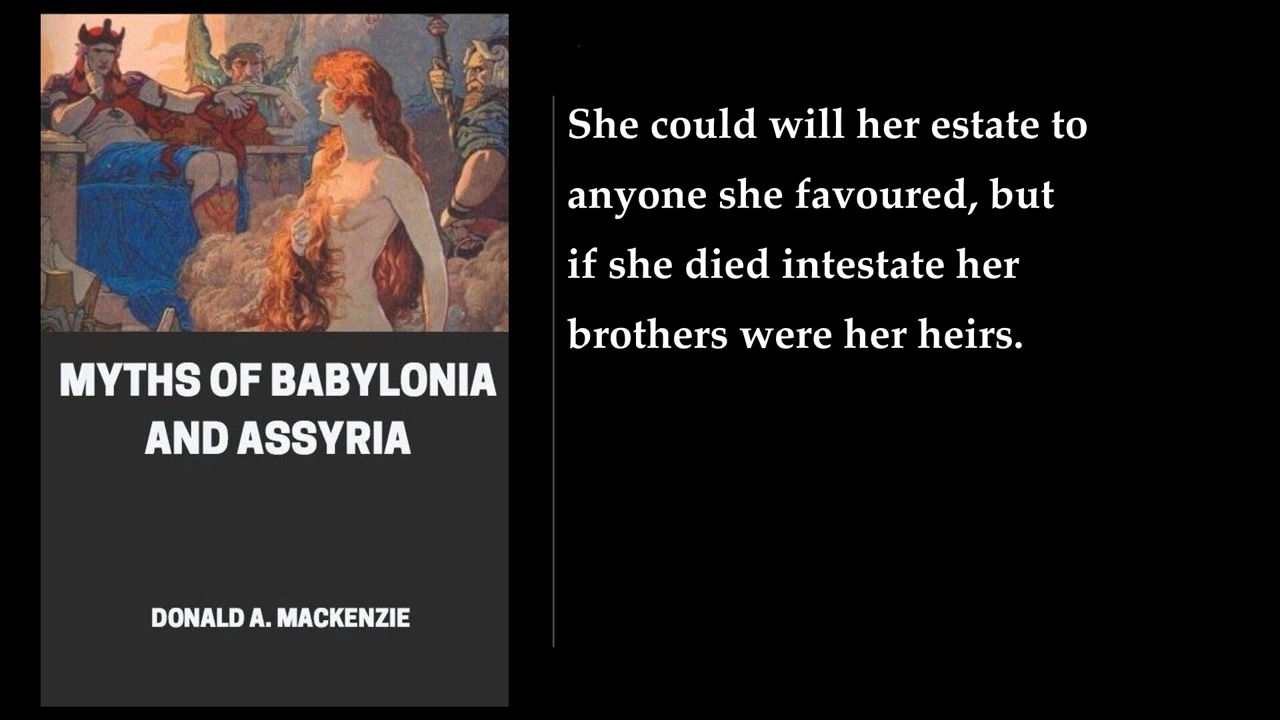 MYTHS OF BABYLONIA
AND ASSYRIA
DONALD A. MACKENZIE
She could will her estate to
anyone she favoured, but
if she died intestate her
brothers were her heirs.